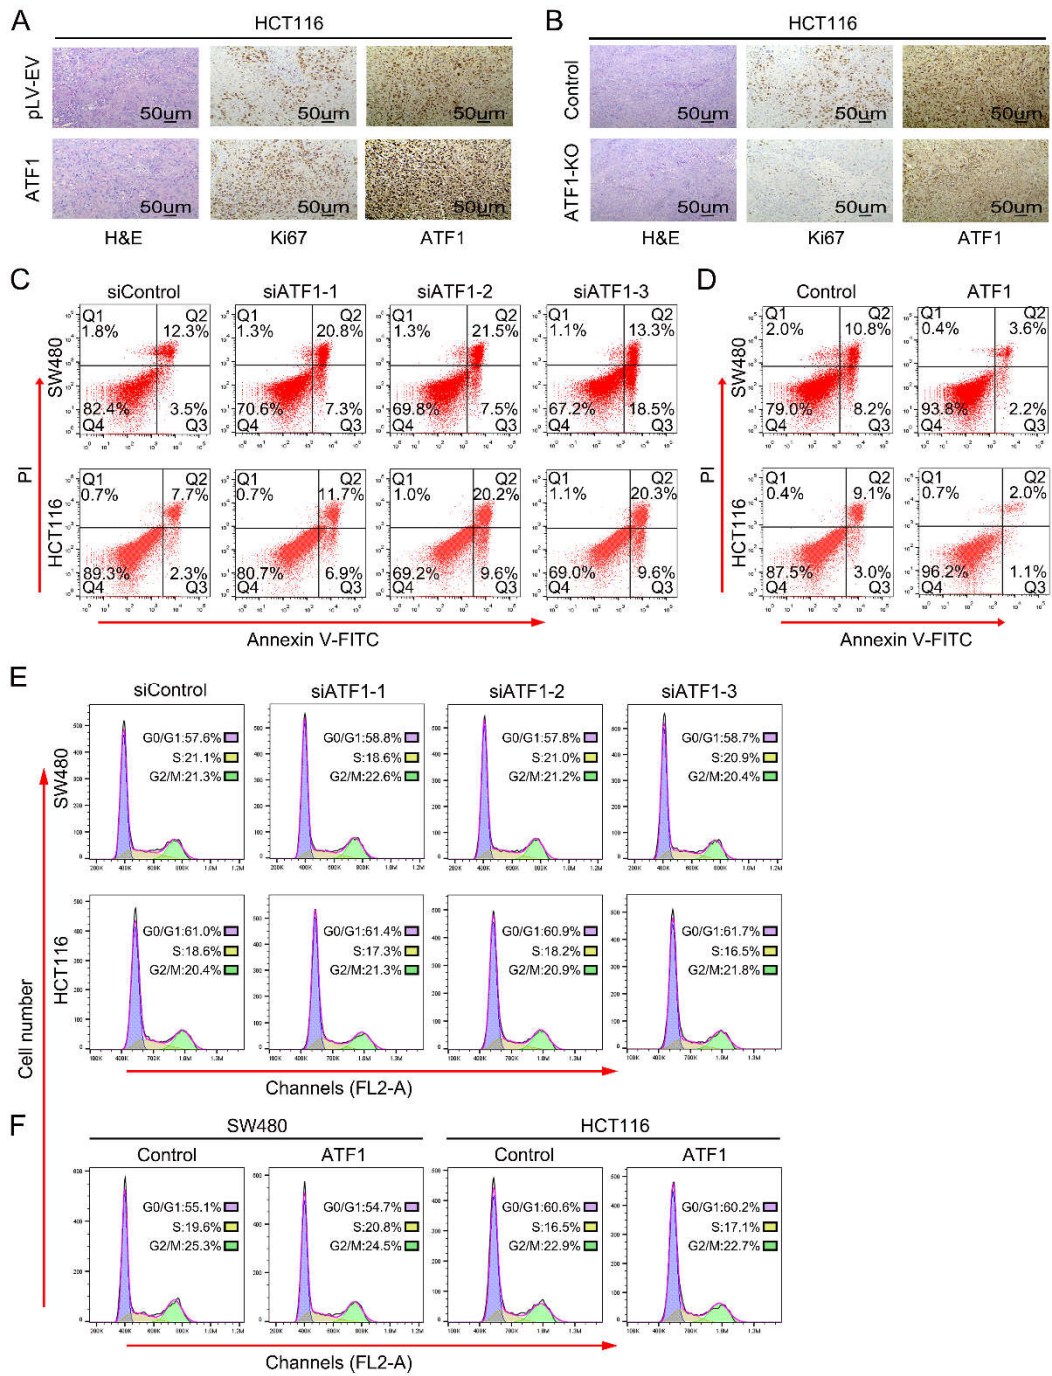 A
HCT116
pLV-EV
50um
50um
50um
ATF1
50um
50um
50um
H&E Ki67 ATF1
B
HCT116
Control
50um
50um
50um
ATF1-KO
50um
50um
50um
H&E Ki67 ATF1
C
siControl siATF1-1 siATF1-2 siATF1-3
SW480
Q1 Q2
1.8% 12.3%
82.4% 3.5%
Q4 Q3
Q1 Q2
1.3% 20.8%
70.6% 7.3%
Q4 Q3
Q1 Q2
1.3% 21.5%
69.8% 7.5%
Q4 Q3
Q1 Q2
1.1% 13.3%
67.2% 18.5%
Q4 Q3
PI
HCT116
Q1 Q2
0.7% 7.7%
89.3% 2.3%
Q4 Q3
Q1 Q2
0.7% 11.7%
80.7% 6.9%
Q4 Q3
Q1 Q2
1.0% 20.2%
69.2% 9.6%
Q4 Q3
Q1 Q2
1.1% 20.3%
69.0% 9.6%
Q4 Q3
Annexin V-FITC
D
Control ATF1
SW480
Q1 Q2
2.0% 10.8%
79.0% 8.2%
Q4 Q3
Q1 Q2
0.4% 3.6%
93.8% 2.2%
Q4 Q3
PI
HCT116
Q1 Q2
0.4% 9.1%
87.5% 3.0%
Q4 Q3
Q1 Q2
0.7% 2.0%
96.2% 1.1%
Q4 Q3
Annexin V-FITC
E
siControl siATF1-1 siATF1-2 siATF1-3
SW480
G0/G1:57.6%
S:21.1%
G2/M:21.3%
G0/G1:58.8%
S:18.6%
G2/M:22.6%
G0/G1:57.8%
S:21.0%
G2/M:21.2%
G0/G1:58.7%
S:20.9%
G2/M:20.4%
200K 400K 700K 1.0M 1.3M
HCT116
G0/G1:61.0%
S:18.6%
G2/M:20.4%
G0/G1:61.4%
S:17.3%
G2/M:21.3%
G0/G1:60.9%
S:18.2%
G2/M:20.9%
G0/G1:61.7%
S:16.5%
G2/M:21.8%
100K 400K 700K 1.0M 1.3M
Cell number
Channels (FL2-A)
F
SW480 HCT116
Control ATF1 Control ATF1
G0/G1:55.1%
S:19.6%
G2/M:25.3%
G0/G1:54.7%
S:20.8%
G2/M:24.5%
G0/G1:60.6%
S:16.5%
G2/M:22.9%
G0/G1:60.2%
S:17.1%
G2/M:22.7%
Channels (FL2-A)